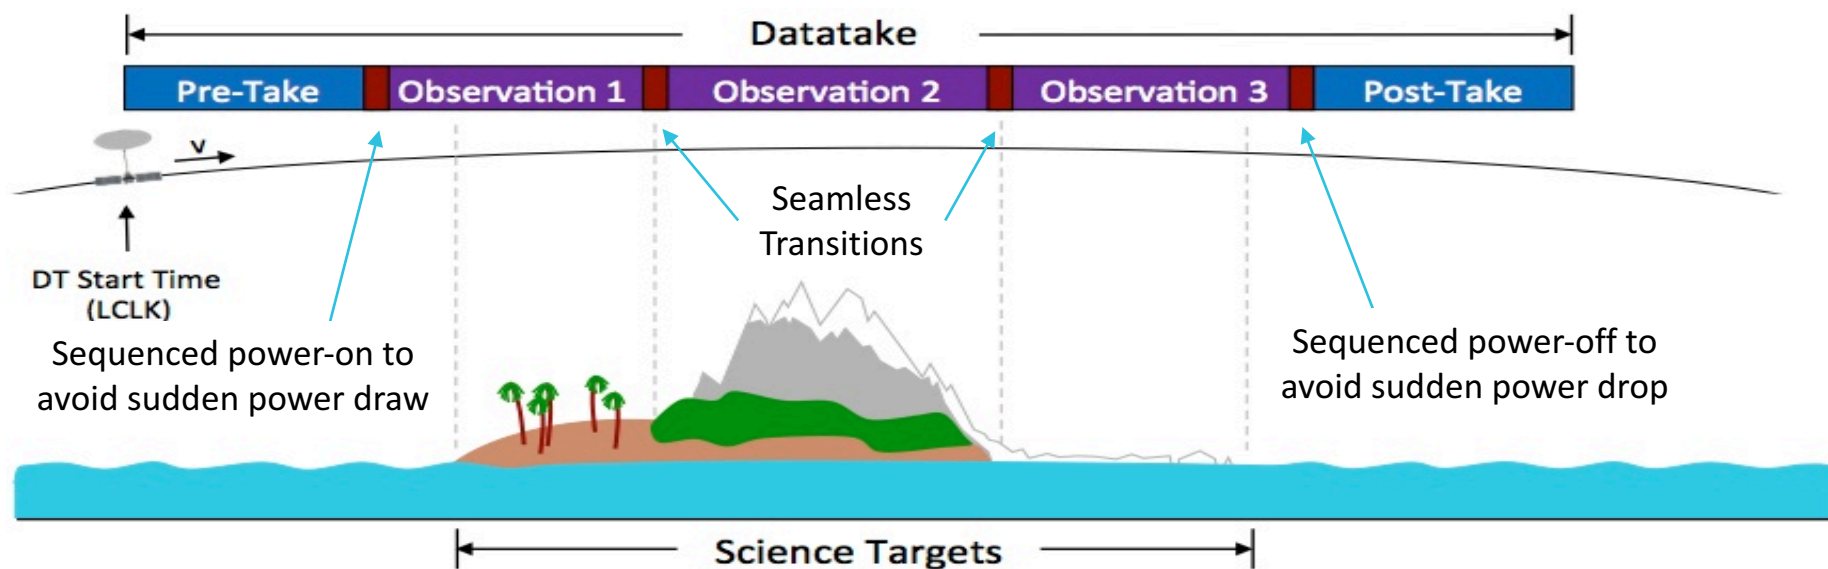 Datatake
Pre-Take
Observation 1
Observation 2
Observation 3
Post-Take
v
DT Start Time
(LCLK)
Seamless
Transitions
Sequenced power-on to
avoid sudden power draw
Sequenced power-off to
avoid sudden power drop
Science Targets